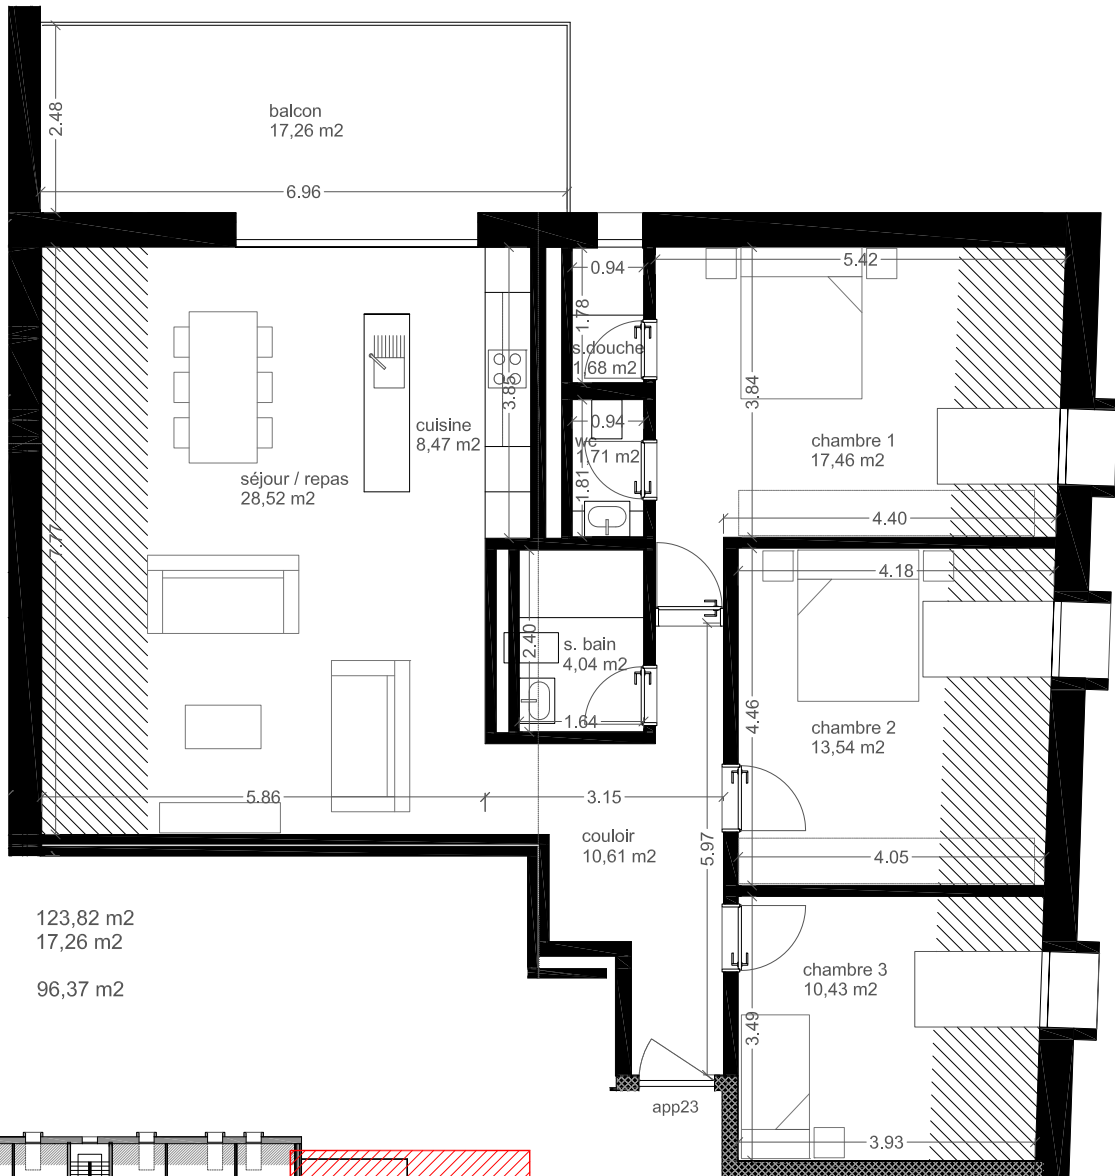 2.48
balcon
17,26 m2
6.96
0.94
5.42
1.78
s.douche
1,68 m2
3.85
3.84
0.94
cuisine
8,47 m2
wc
1,71 m2
chambre 1
17,46 m2
séjour / repas
28,52 m2
1.81
4.40
7.77
4.18
2.40
s. bain
4,04 m2
1.64
4.46
chambre 2
13,54 m2
5.86
3.15
couloir
10,61 m2
5.97
4.05
123,82 m2
17,26 m2
96,37 m2
chambre 3
10,43 m2
3.49
app23
3.93